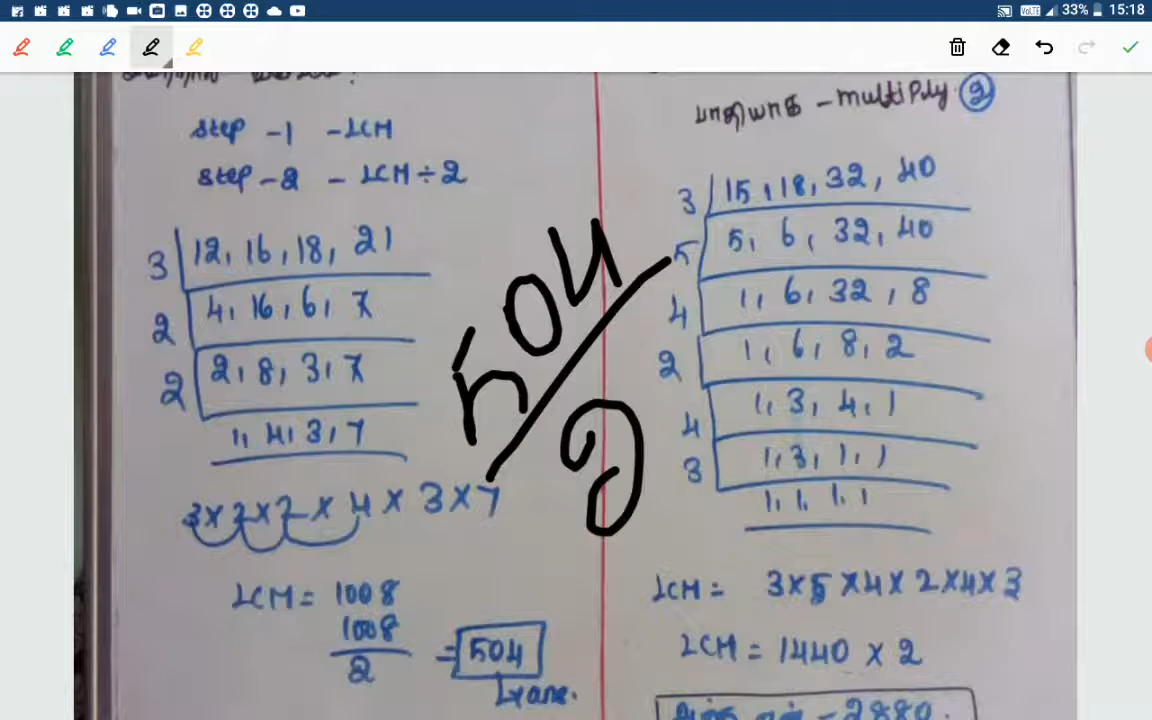 33% 15:18
step -1 -LCM
step -2 - LCM ÷ 2
3 12, 16, 18, 21
2 4, 16, 6, 7
2 2, 8, 3, 7
1, 4, 3, 7
3 x 2 x 2 x 4 x 3 x 7
LCM = 1008
1008
2
= 504
ans.
504
2
பாதியாக - multiply 2
3 15, 18, 32, 40
5 5, 6, 32, 40
4 1, 6, 32, 8
2 1, 6, 8, 2
4 1, 3, 4, 1
3 1, 3, 1, 1
1, 1, 1, 1
LCM = 3 x 5 x 4 x 2 x 4 x 3
LCM = 1440 x 2
- 2880.